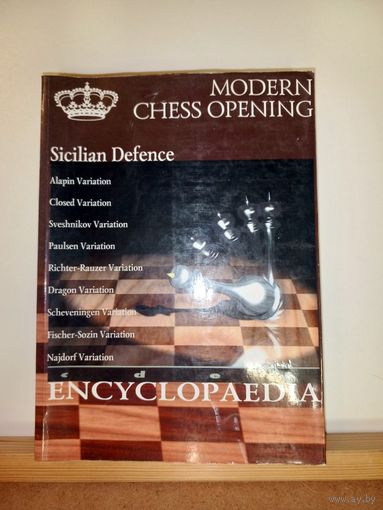 MODERN
CHESS OPENING
Sicilian Defence
Alapin Variation
Closed Variation
Sveshnikov Variation
Paulsen Variation
Richter-Rauzer Variation
Dragon Variation
Scheveningen Variation
Fischer-Sozin Variation
Najdorf Variation
c d e
ENCYCLOPAEDIA
www.ay.by